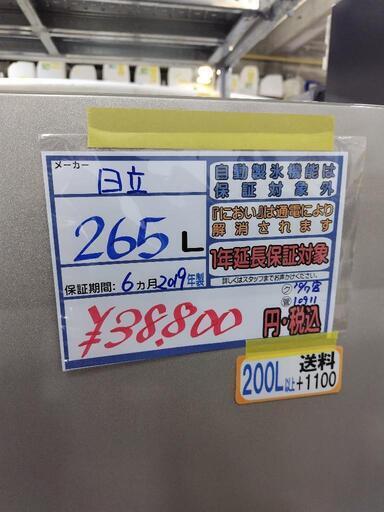 メーカー
日立
265L
保証期間: 6カ月 2019年製
¥38,800
円・税込
自動製氷機能は
保証対象外
『におい』は通電により
解消されます
1年延長保証対象
詳しくはスタッフまでお声かけください。
管 10911
200L以上
送料
+1100